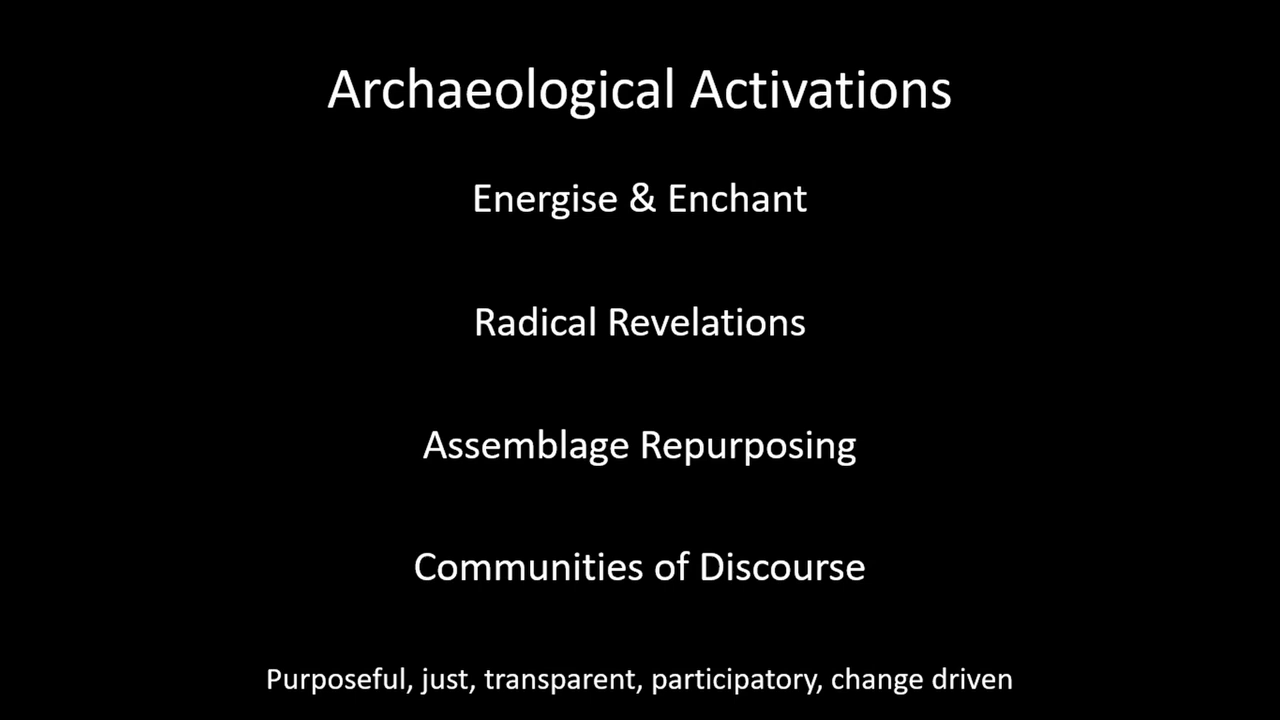 Archaeological Activations
Energise & Enchant
Radical Revelations
Assemblage Repurposing
Communities of Discourse
Purposeful, just, transparent, participatory, change driven